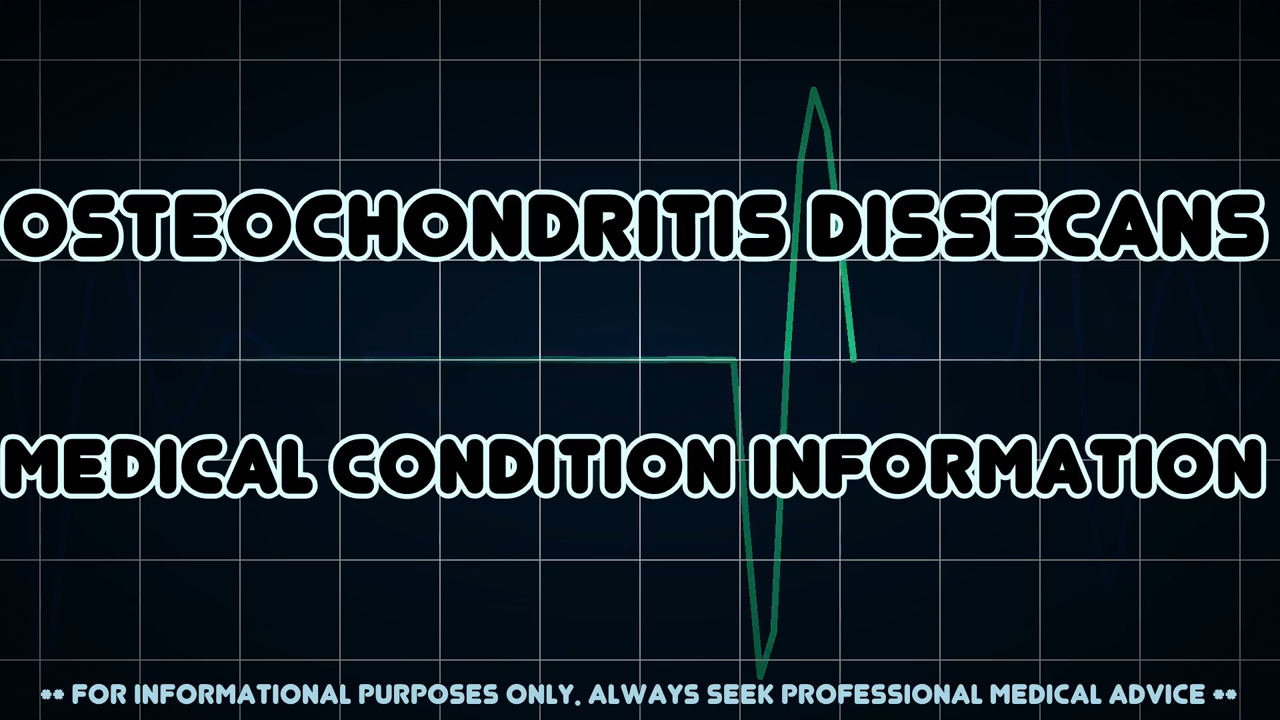 OSTEOCHONDRITIS DISSECANS
MEDICAL CONDITION INFORMATION
** FOR INFORMATIONAL PURPOSES ONLY. ALWAYS SEEK PROFESSIONAL MEDICAL ADVICE **